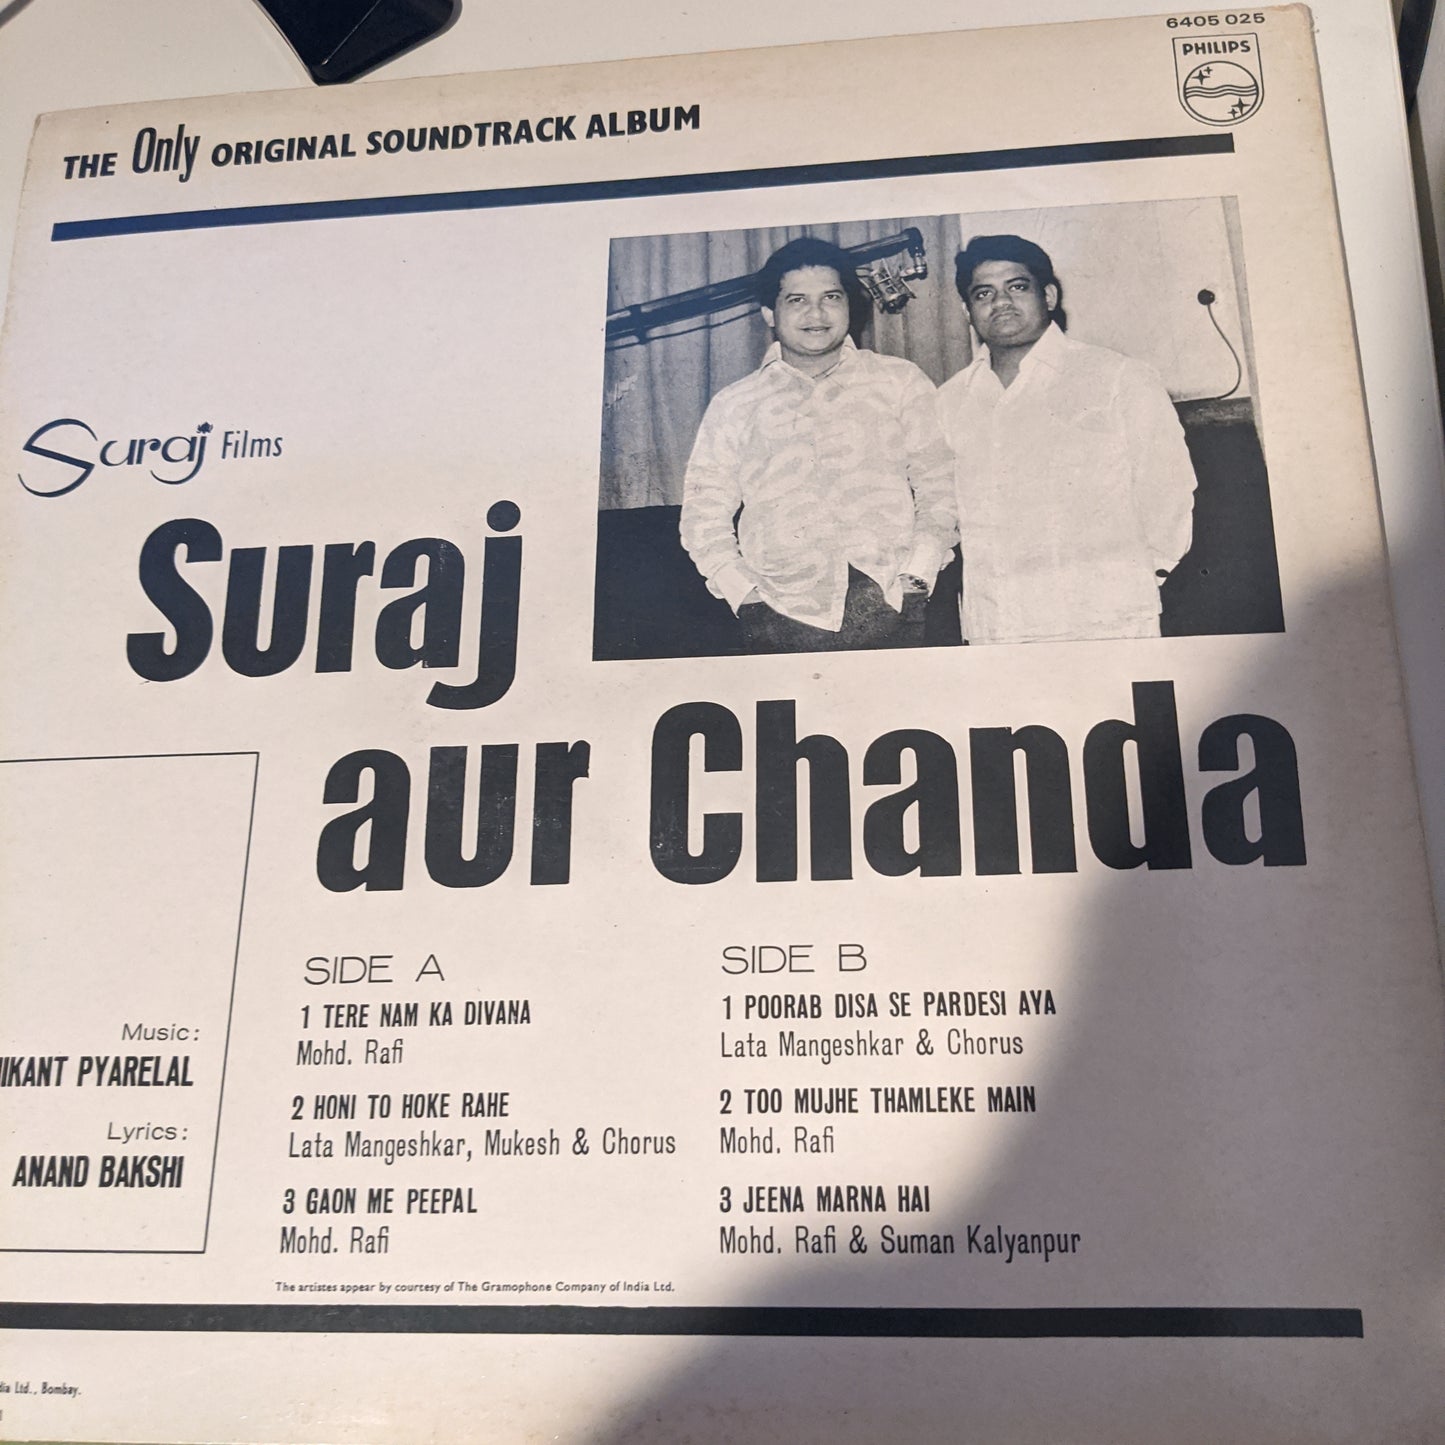 6405 025
PHILIPS
THE Only ORIGINAL SOUNDTRACK ALBUM
Suraj Films
Suraj
aur Chanda
Music:
PYARELAL
Lyrics:
ANAND BAKSHI
SIDE A
1 TERE NAM KA DIVANA
Mohd. Rafi
2 HONI TO HOKE RAHE
Lata Mangeshkar, Mukesh & Chorus
3 GAON ME PEEPAL
Mohd. Rafi
SIDE B
1 POORAB DISA SE PARDESI AYA
Lata Mangeshkar & Chorus
2 TOO MUJHE THAMLEKE MAIN
Mohd. Rafi
3 JEENA MARNA HAI
Mohd. Rafi & Suman Kalyanpur
The artistes appear by courtesy of The Gramophone Company of India Ltd.
Ltd., Bombay.